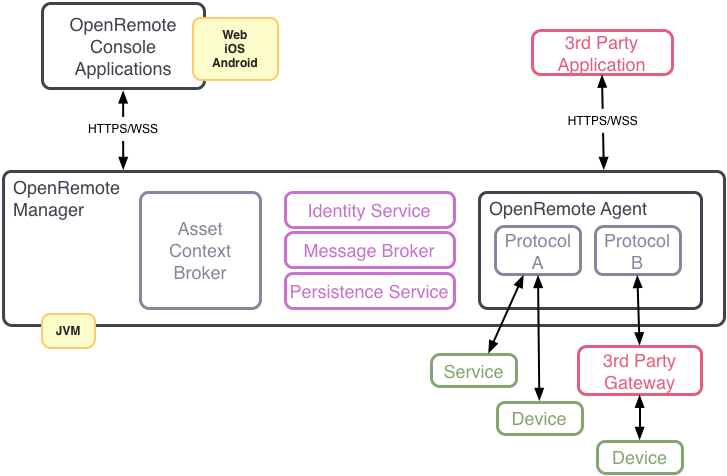 OpenRemote
Console
Applications
Web
iOS
Android
3rd Party
Application
HTTPS/WSS
HTTPS/WSS
OpenRemote
Manager
Asset
Context
Broker
Identity Service
Message Broker
Persistence Service
OpenRemote Agent
Protocol
A
Protocol
B
JVM
Service
3rd Party
Gateway
Device
Device